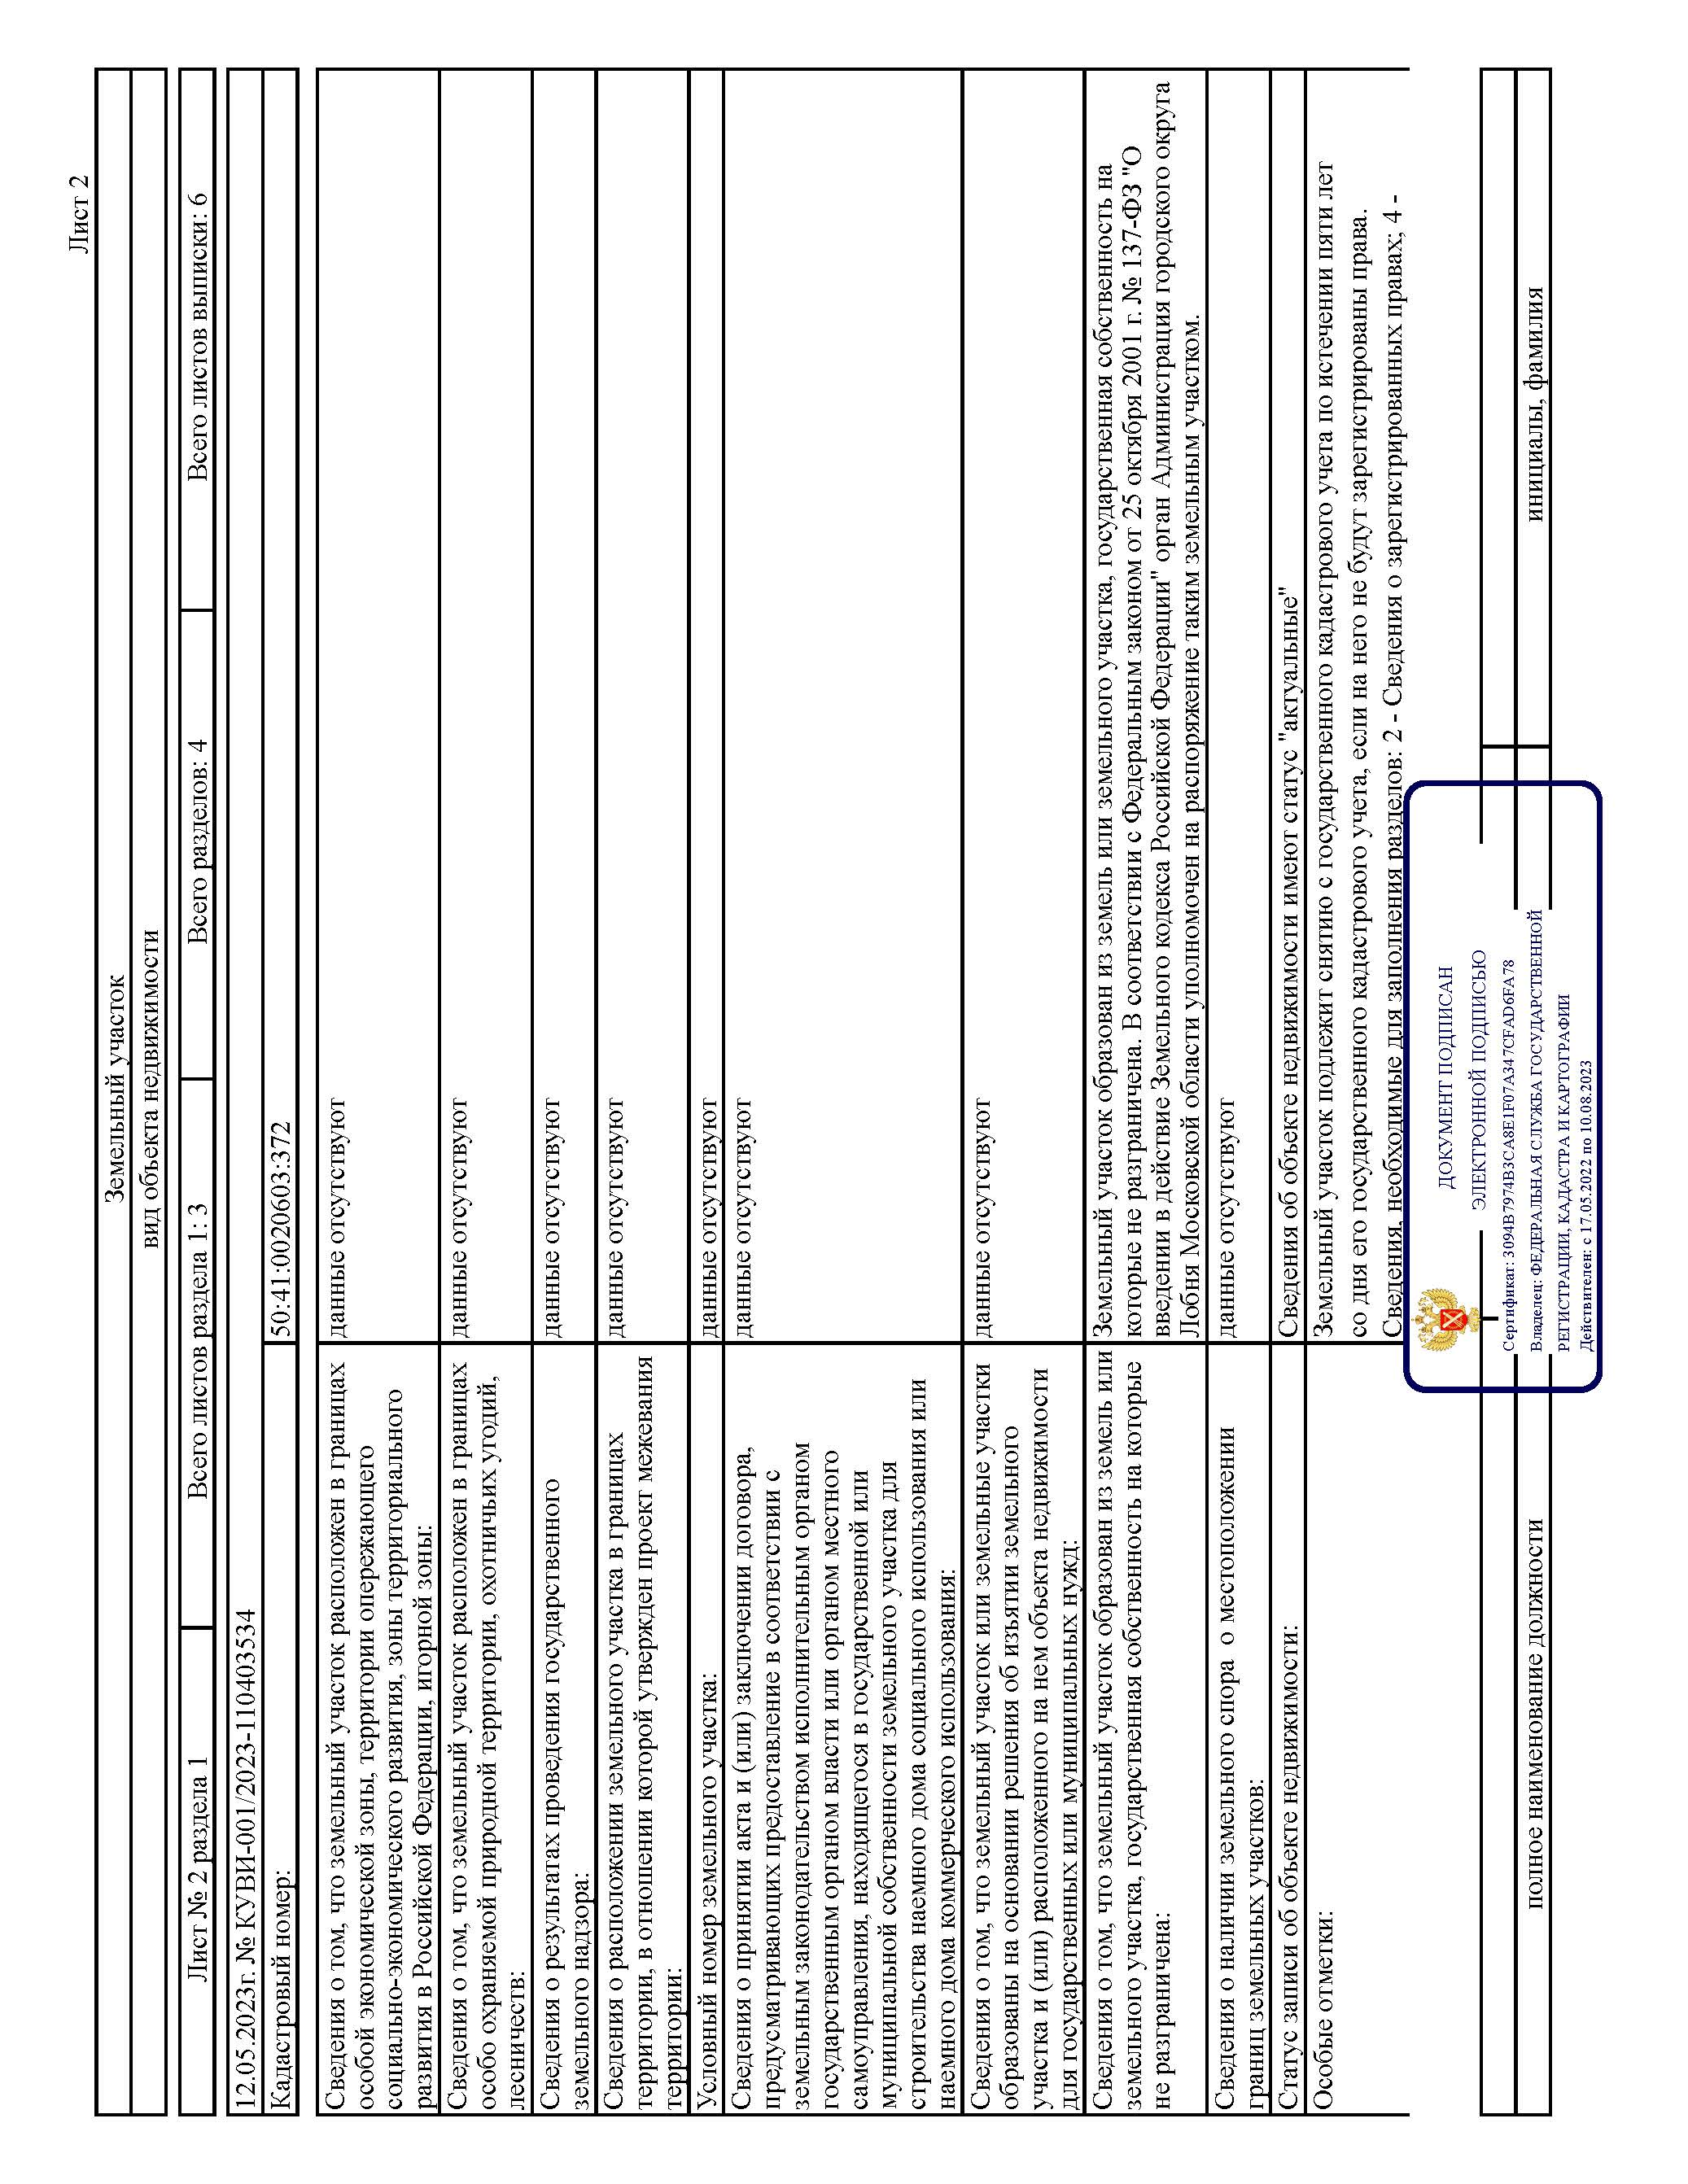 Лист 2
Земельный участок
вид объекта недвижимости
Лист № 2 раздела 1
Всего листов раздела 1: 3
Всего разделов: 4
Всего листов выписки: 6
12.05.2023г. № КУВИ-001/2023-110403534
Кадастровый номер:
50:41:0020603:372
Сведения о том, что земельный участок расположен в границах
особой экономической зоны, территории опережающего
социально-экономического развития, зоны территориального
развития в Российской Федерации, игорной зоны:
данные отсутствуют
Сведения о том, что земельный участок расположен в границах
особо охраняемой природной территории, охотничьих угодий,
лесничеств:
данные отсутствуют
Сведения о результатах проведения государственного
земельного надзора:
данные отсутствуют
Сведения о расположении земельного участка в границах
территории, в отношении которой утвержден проект межевания
территории:
данные отсутствуют
Условный номер земельного участка:
данные отсутствуют
Сведения о принятии акта и (или) заключении договора,
предусматривающих предоставление в соответствии с
земельным законодательством исполнительным органом
государственным органом власти или органом местного
самоуправления, находящегося в государственной или
муниципальной собственности земельного участка для
строительства наемного дома социального использования или
наемного дома коммерческого использования:
данные отсутствуют
Сведения о том, что земельный участок или земельные участки
образованы на основании решения об изъятии земельного
участка и (или) расположенного на нем объекта недвижимости
для государственных или муниципальных нужд:
данные отсутствуют
Сведения о том, что земельный участок образован из земель или
земельного участка, государственная собственность на которые
не разграничена:
Земельный участок образован из земель или земельного участка, государственная собственность на
которые не разграничена. В соответствии с Федеральным законом от 25 октября 2001 г. № 137-ФЗ "О
введении в действие Земельного кодекса Российской Федерации" орган Администрация городского округа
Лобня Московской области уполномочен на распоряжение таким земельным участком.
Сведения о наличии земельного спора о местоположении
границ земельных участков:
данные отсутствуют
Статус записи об объекте недвижимости:
Сведения об объекте недвижимости имеют статус "актуальные"
Особые отметки:
Земельный участок подлежит снятию с государственного кадастрового учета по истечении пяти лет
со дня его государственного кадастрового учета, если на него не будут зарегистрированы права.
Сведения, необходимые для заполнения разделов: 2 - Сведения о зарегистрированных правах; 4 -
ДОКУМЕНТ ПОДПИСАН
ЭЛЕКТРОННОЙ ПОДПИСЬЮ
Сертификат: 3094B7974B3CA8E1F07A347CFAD6FA78
Владелец: ФЕДЕРАЛЬНАЯ СЛУЖБА ГОСУДАРСТВЕННОЙ
РЕГИСТРАЦИИ, КАДАСТРА И КАРТОГРАФИИ
Действителен: с 17.05.2022 по 10.08.2023
полное наименование должности
инициалы, фамилия